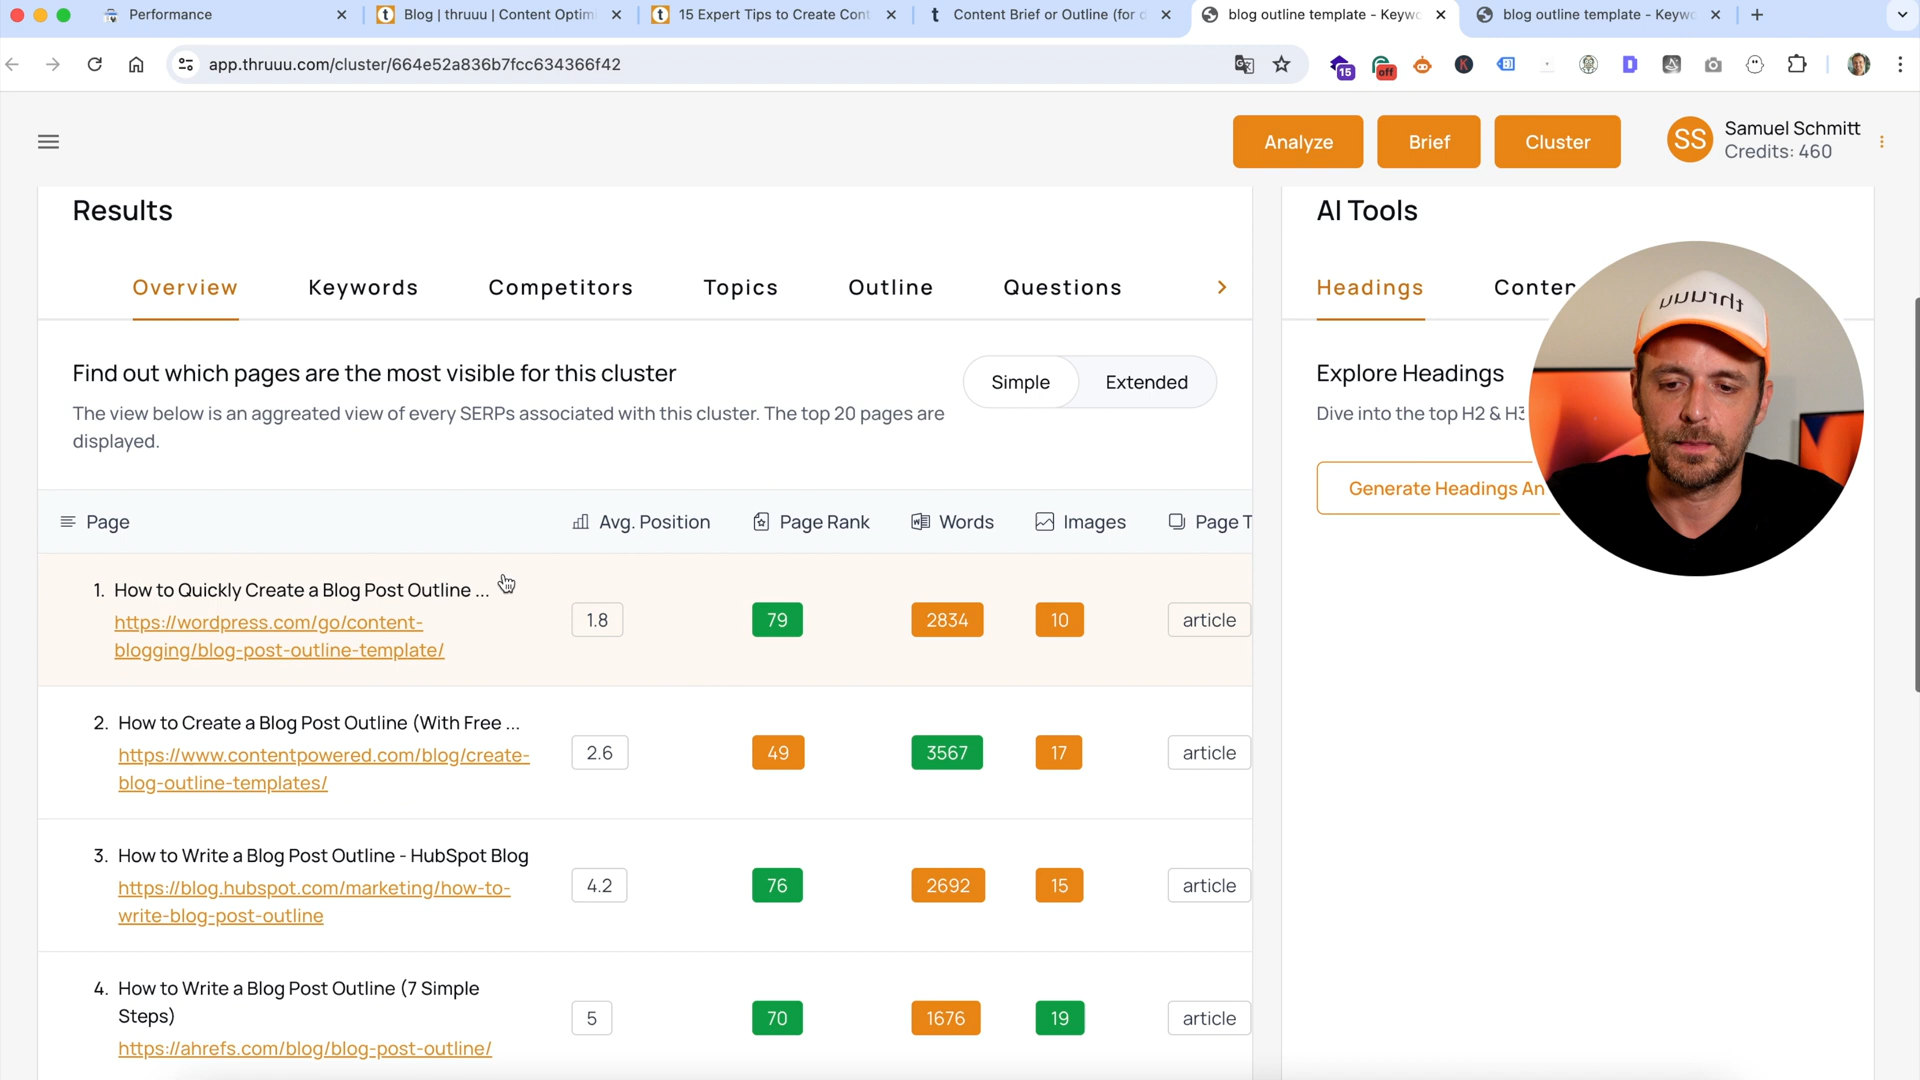 Performance
Blog | thruuu | Content Optimi
15 Expert Tips to Create Cont
Content Brief or Outline (for c
blog outline template - Keywo
blog outline template - Keywo
app.thruuu.com/cluster/664e52a836b7fcc634366f42
15
off
Analyze
Brief
Cluster
SS
Samuel Schmitt
Credits: 460
Results
Overview
Keywords
Competitors
Topics
Outline
Questions
Find out which pages are the most visible for this cluster
Simple
Extended
The view below is an aggreated view of every SERPs associated with this cluster. The top 20 pages are
displayed.
Page
Avg. Position
Page Rank
Words
Images
Page T
1. How to Quickly Create a Blog Post Outline ...
https://wordpress.com/go/content-
blogging/blog-post-outline-template/
1.8
79
2834
10
article
2. How to Create a Blog Post Outline (With Free ...
https://www.contentpowered.com/blog/create-
blog-outline-templates/
2.6
49
3567
17
article
3. How to Write a Blog Post Outline - HubSpot Blog
https://blog.hubspot.com/marketing/how-to-
write-blog-post-outline
4.2
76
2692
15
article
4. How to Write a Blog Post Outline (7 Simple
Steps)
https://ahrefs.com/blog/blog-post-outline/
5
70
1676
19
article
AI Tools
Headings
Conten
Explore Headings
Dive into the top H2 & H3
Generate Headings An
thruuu